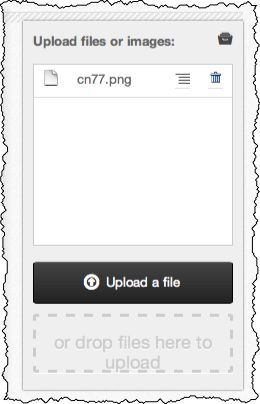 Upload files or images:
cn77.png
Upload a file
or drop files here to
upload